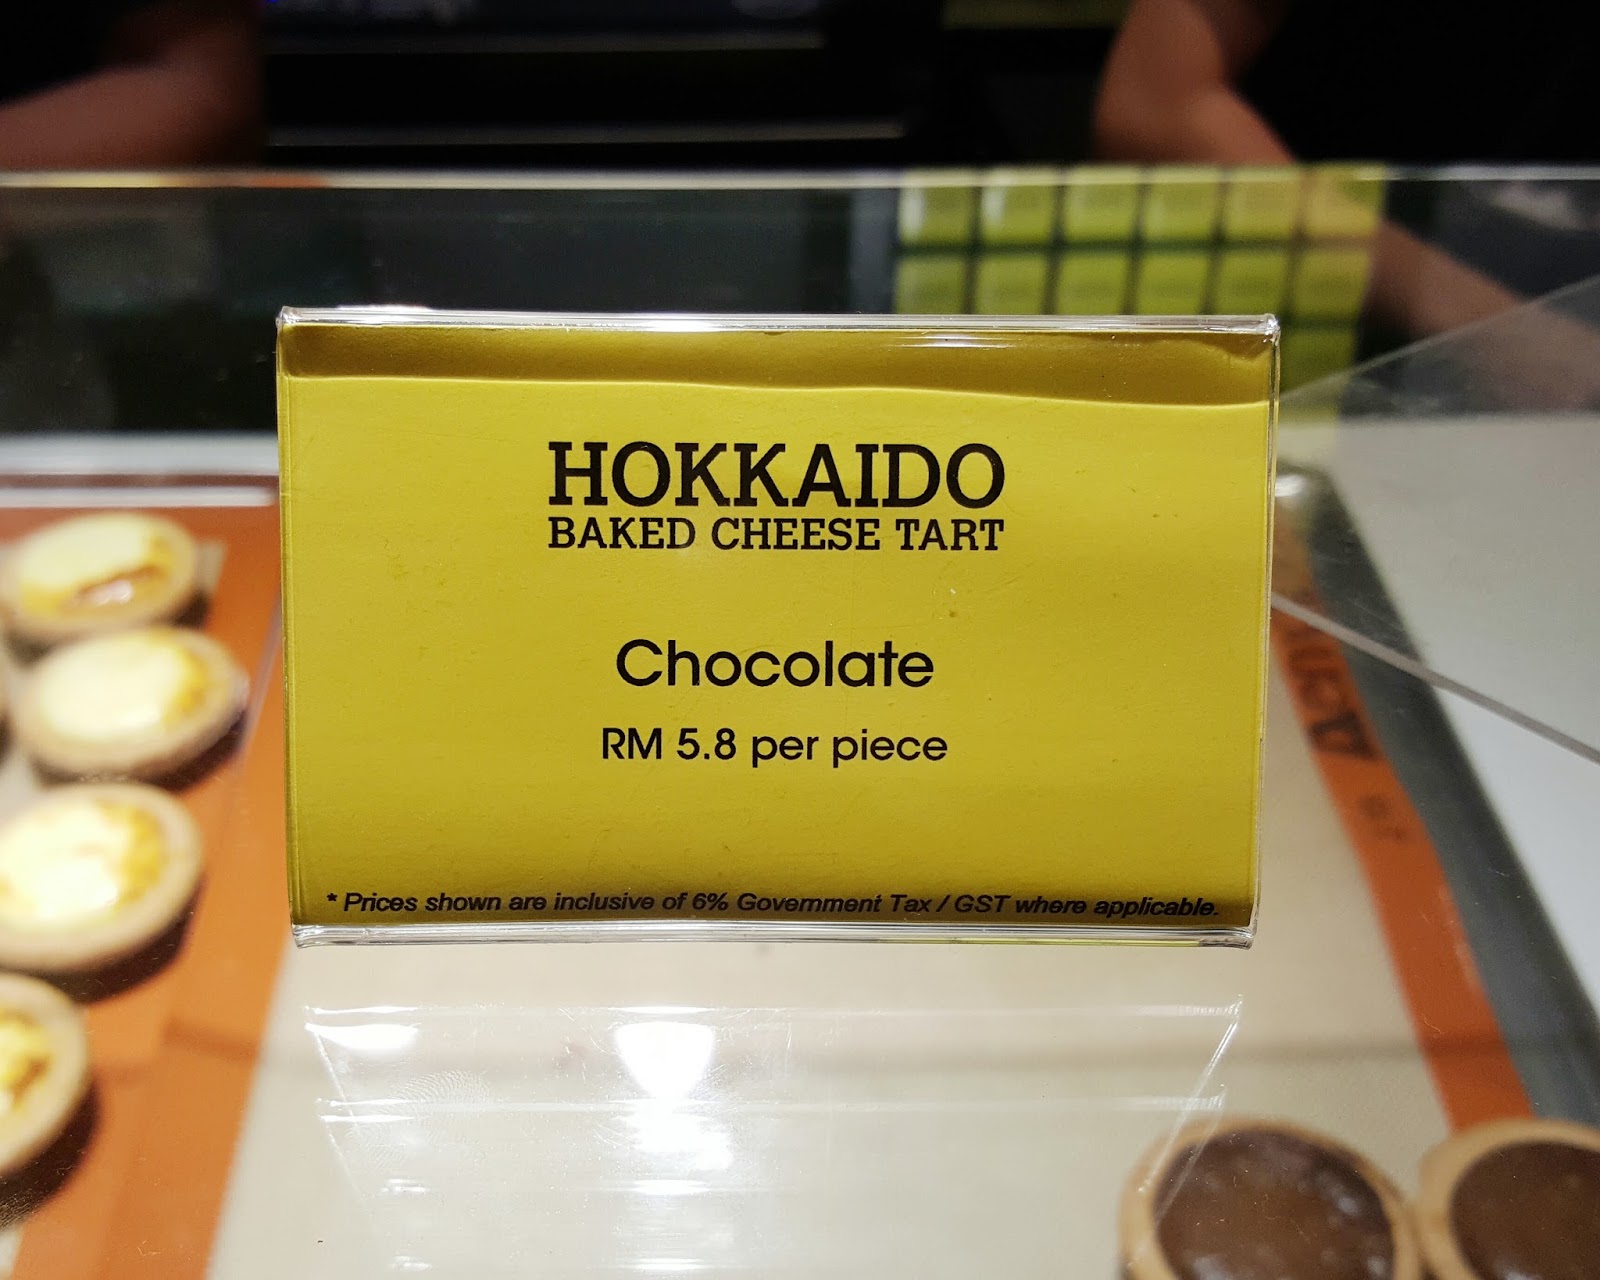 HOKKAIDO
BAKED CHEESE TART
Chocolate
RM 5.8 per piece
* Prices shown are inclusive of 6% Government Tax / GST where applicable.